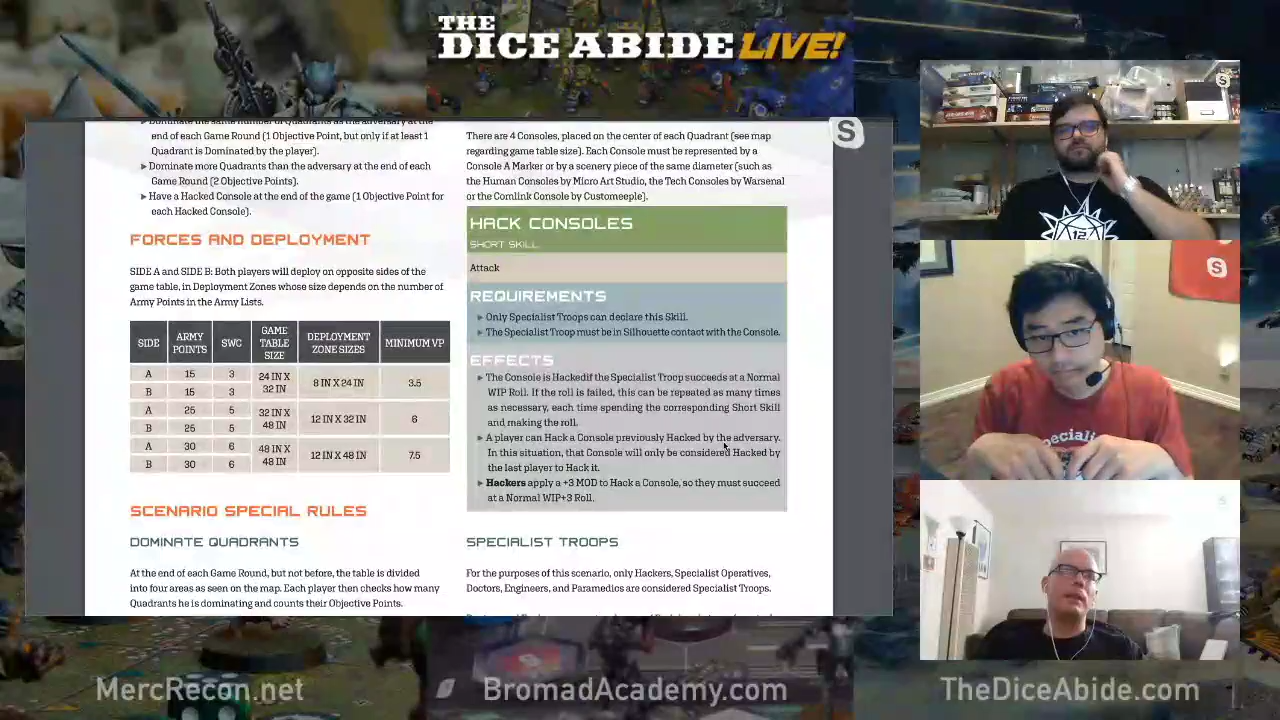 THE
DICE ABIDE LIVE!
Dominate the same number of Quadrants as the adversary at the
end of each Game Round (1 Objective Point, but only if at least 1
Quadrant is Dominated by the player).
► Dominate more Quadrants than the adversary at the end of each
Game Round (2 Objective Points).
► Have a Hacked Console at the end of the game (1 Objective Point for
each Hacked Console).
FORCES AND DEPLOYMENT
SIDE A and SIDE B: Both players will deploy on opposite sides of the
game table, in Deployment Zones whose size depends on the number of
Army Points in the Army Lists.
SIDE ARMY POINTS SWC GAME TABLE SIZE DEPLOYMENT ZONE SIZES MINIMUM VP
A 15 3 24 IN X 32 IN 8 IN X 24 IN 3.5
B 15 3
A 25 5 32 IN X 48 IN 12 IN X 32 IN 6
B 25 5
A 30 6 48 IN X 48 IN 12 IN X 48 IN 7.5
B 30 6
SCENARIO SPECIAL RULES
DOMINATE QUADRANTS
At the end of each Game Round, but not before, the table is divided
into four areas as seen on the map. Each player then checks how many
Quadrants he is dominating and counts their Objective Points.
There are 4 Consoles, placed on the center of each Quadrant (see map
regarding game table size). Each Console must be represented by a
Console A Marker or by a scenery piece of the same diameter (such as
the Human Consoles by Micro Art Studio, the Tech Consoles by Warsenal
or the Comlink Console by Customeeple).
HACK CONSOLES
SHORT SKILL
Attack
REQUIREMENTS
► Only Specialist Troops can declare this Skill.
► The Specialist Troop must be in Silhouette contact with the Console.
EFFECTS
► The Console is Hackedif the Specialist Troop succeeds at a Normal
WIP Roll. If the roll is failed, this can be repeated as many times
as necessary, each time spending the corresponding Short Skill
and making the roll.
► A player can Hack a Console previously Hacked by the adversary.
In this situation, that Console will only be considered Hacked by
the last player to Hack it.
► Hackers apply a +3 MOD to Hack a Console, so they must succeed
at a Normal WIP+3 Roll.
SPECIALIST TROOPS
For the purposes of this scenario, only Hackers, Specialist Operatives,
Doctors, Engineers, and Paramedics are considered Specialist Troops.
S
S
12
pecialis
MercRecon.net
BromadAcademy.com
TheDiceAbide.com